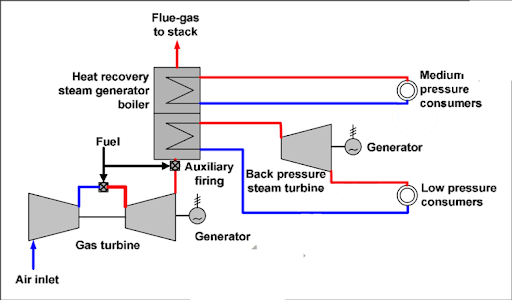 Flue-gas
to stack
Heat recovery
steam generator
boiler
Medium
pressure
consumers
Fuel
Auxiliary
firing
Back pressure
steam turbine
Generator
Low pressure
consumers
Gas turbine
Generator
Air inlet